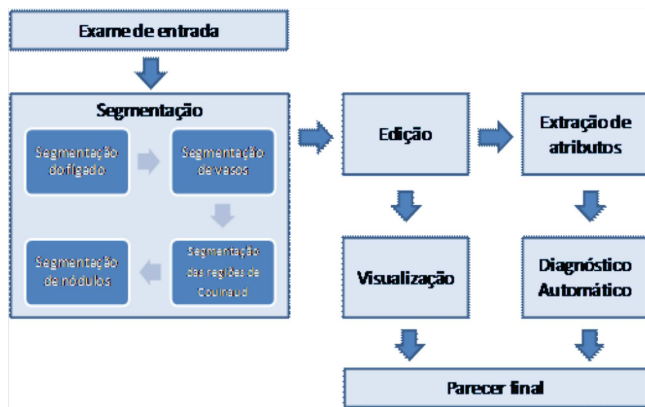 Exame de entrada
Segmentação
Segmentação
do fígado
Segmentação
de vasos
Segmentação
das regiões de
Couinaud
Segmentação
de nódulos
Edição
Extração de
atributos
Visualização
Diagnóstico
Automático
Parecer final